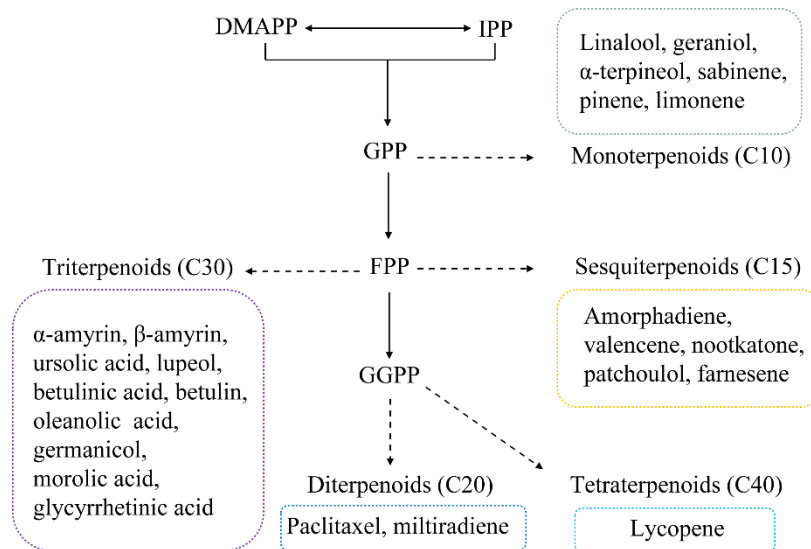 DMAPP
IPP
Linalool, geraniol,
α-terpineol, sabinene,
pinene, limonene
GPP
Monoterpenoids (C10)
Triterpenoids (C30)
FPP
Sesquiterpenoids (C15)
α-amyrin, β-amyrin,
ursolic acid, lupeol,
betulinic acid, betulin,
oleanolic acid,
germanicol,
morolic acid,
glycyrrhetinic acid
Amorphadiene,
valencene, nootkatone,
patchoulol, farnesene
GGPP
Diterpenoids (C20)
Tetraterpenoids (C40)
Paclitaxel, miltiradiene
Lycopene